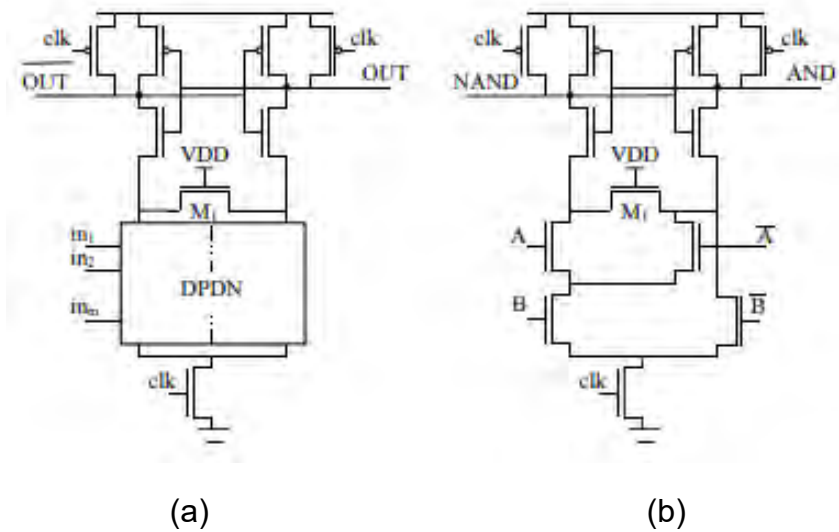 clk clk clk clk
OUT OUT NAND AND
VDD VDD
M₁ M₁
in₁ A A
in₂
DPDN
inₘ B B
clk clk
(a) (b)